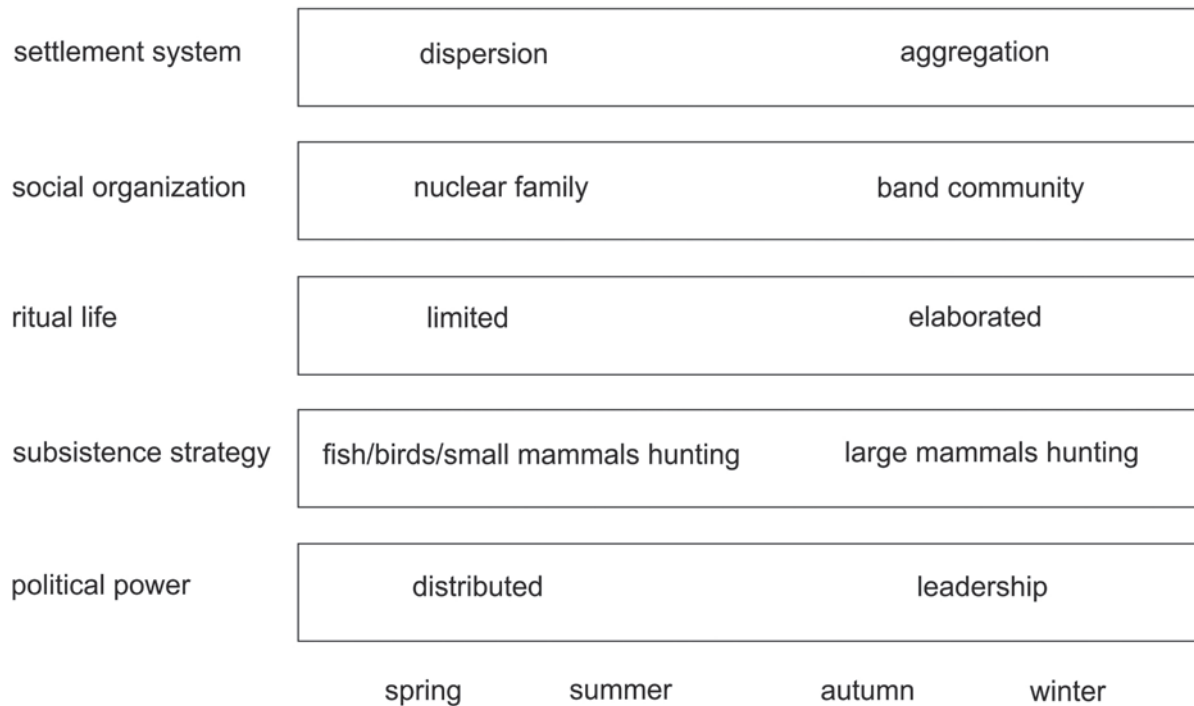 settlement system dispersion aggregation
social organization nuclear family band community
ritual life limited elaborated
subsistence strategy fish/birds/small mammals hunting large mammals hunting
political power distributed leadership
spring summer autumn winter